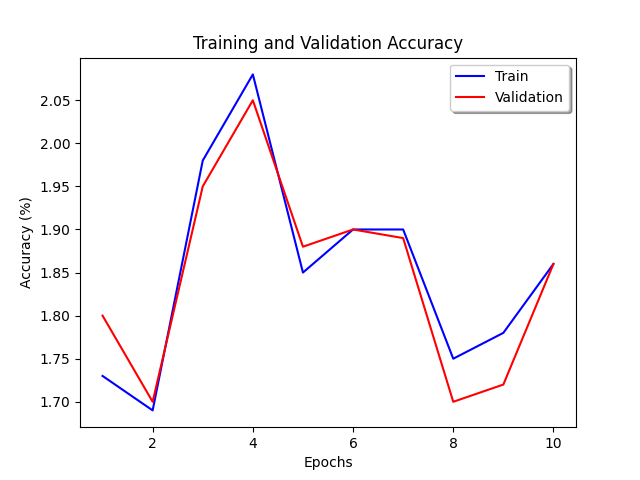 Training and Validation Accuracy
Train
Validation
Accuracy (%)
2.05
2.00
1.95
1.90
1.85
1.80
1.75
1.70
2 4 6 8 10
Epochs